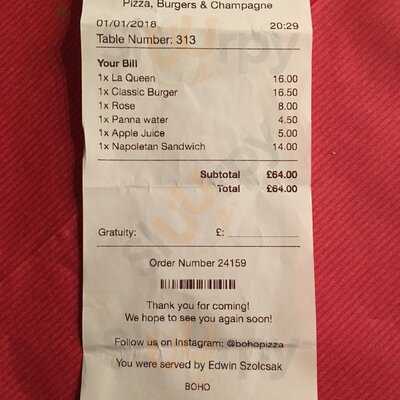 Pizza, Burgers & Champagne
01/01/2018 20:29
Table Number: 313
Your Bill
1x La Queen 16.00
1x Classic Burger 16.50
1x Rose 8.00
1x Panna water 4.50
1x Apple Juice 5.00
1x Napoletan Sandwich 14.00
Subtotal £64.00
Total £64.00
Gratuity: £:
Order Number 24159
Thank you for coming!
We hope to see you again soon!
Follow us on Instagram: @bohopizza
You were served by Edwin Szolcsak
BOHO